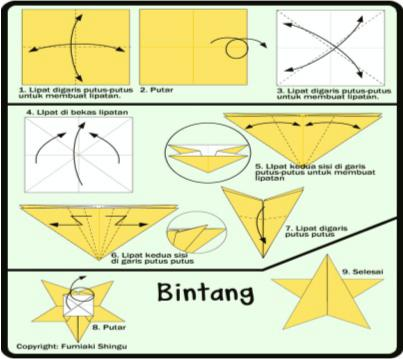 1. Lipat digaris putus-putus
untuk membuat lipatan.
2. Putar
3. Lipat digaris putus-putus
untuk membuat lipatan.
4. Lipat di bekas lipatan
5. Lipat kedua sisi di garis
putus-putus untuk membuat
lipatan
6. Lipat kedua sisi
di garis putus putus
7. Lipat digaris
putus putus
8. Putar
9. Selesai
Bintang
Copyright: Fumiaki Shingu